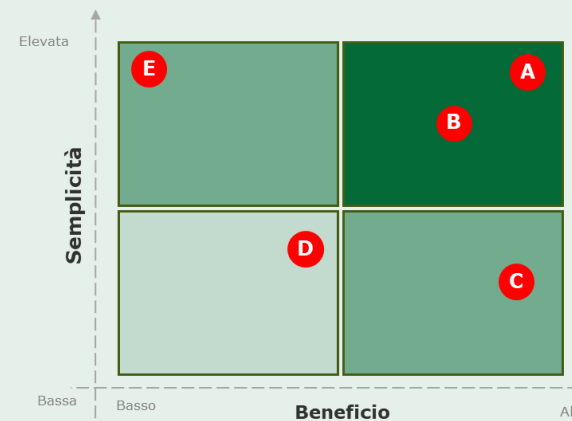 Elevata
E
A
B
Semplicità
D
C
Bassa
Basso
Beneficio